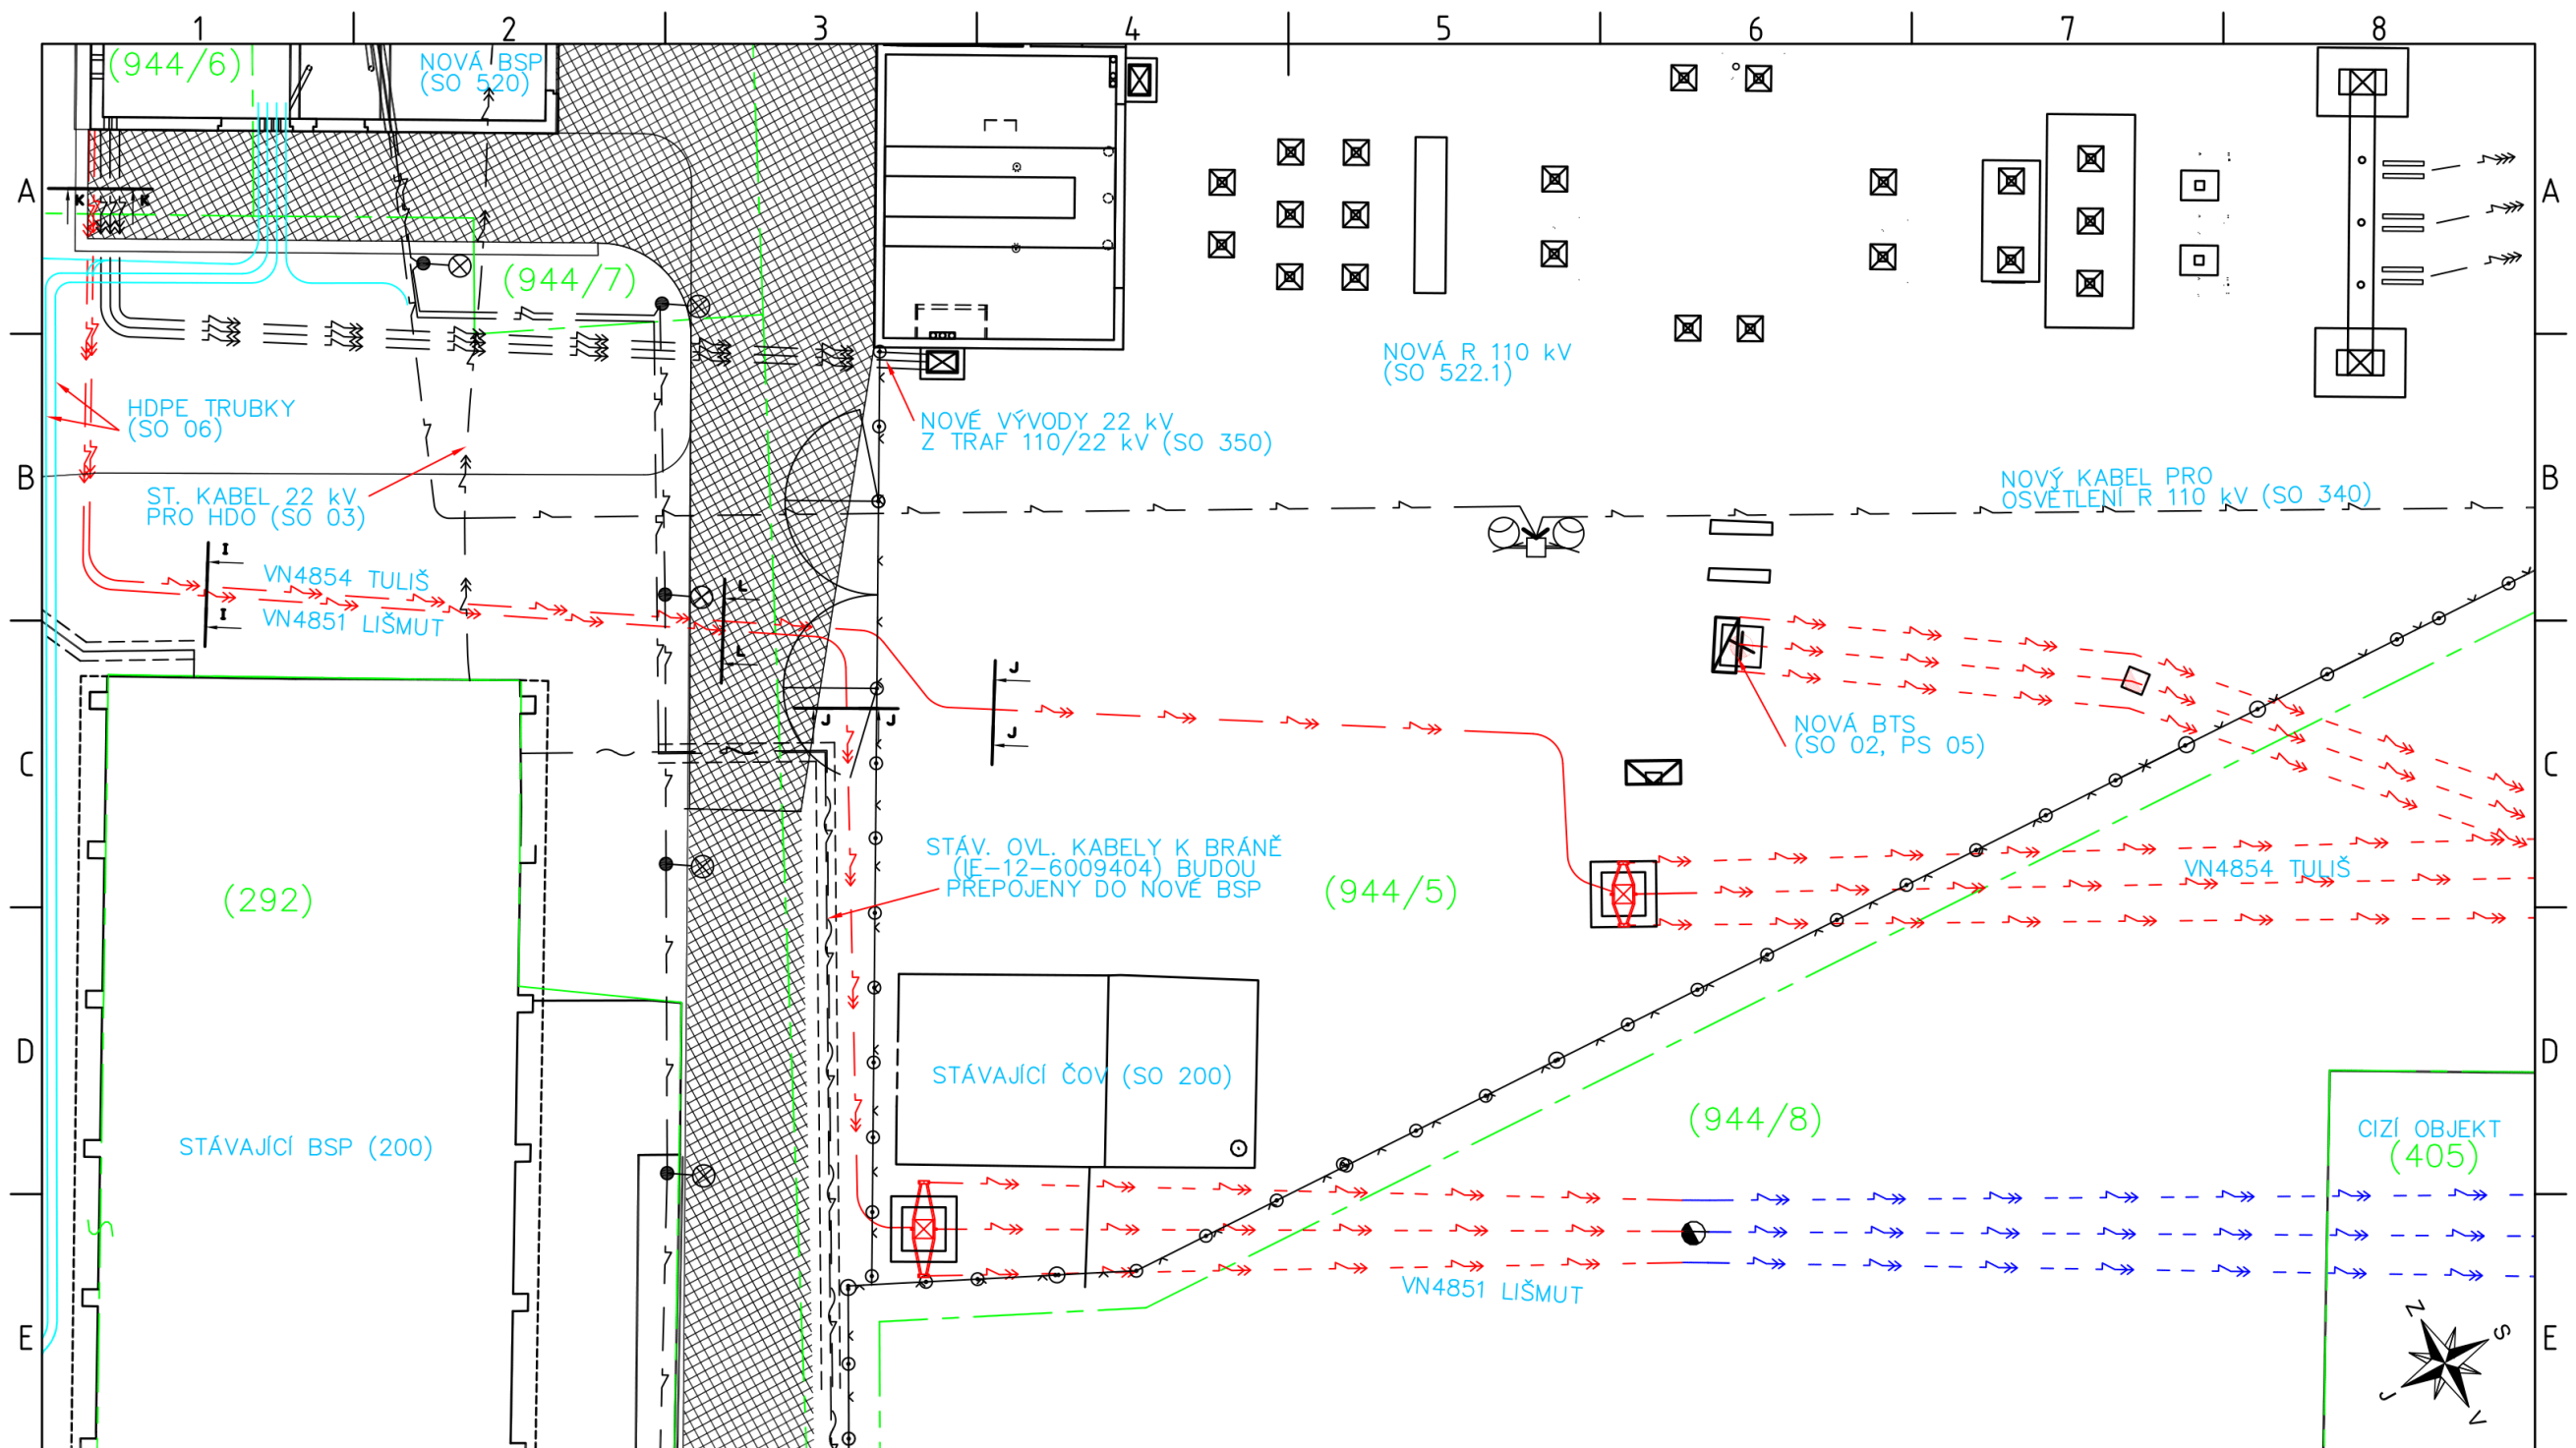 1 2 3 4 5 6 7 8
(944/6)
NOVÁ BSP
(SO 520)
A
K K
A
(944/7)
NOVÁ R 110 kV
(SO 522.1)
HDPE TRUBKY
(SO 06)
NOVÉ VÝVODY 22 kV
Z TRAF 110/22 kV (SO 350)
B
B
ST. KABEL 22 kV
PRO HDO (SO 03)
NOVÝ KABEL PRO
OSVĚTLENÍ R 110 kV (SO 340)
I
VN4854 TULIŠ
L
I
VN4851 LIŠMUT
L
J
J J
J
NOVÁ BTS
(SO 02, PS 05)
C
C
STÁV. OVL. KABELY K BRÁNĚ
(JE-12-6009404) BUDOU
PŘEPOJENY DO NOVÉ BSP
VN4854 TULIŠ
(292)
(944/5)
D
D
STÁVAJÍCÍ ČOV (SO 200)
(944/8)
CIZÍ OBJEKT
(405)
STÁVAJÍCÍ BSP (200)
VN4851 LIŠMUT
E
E
Z S
J V